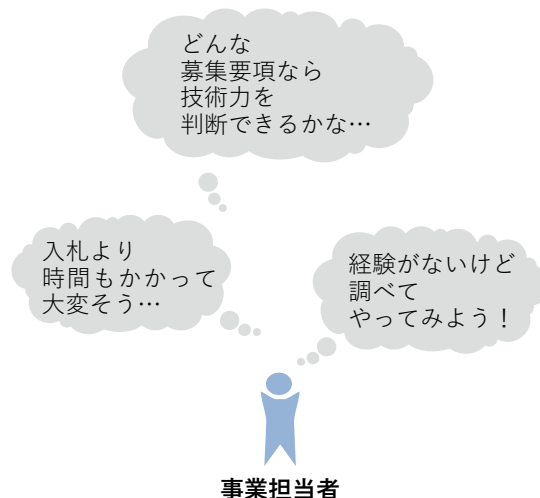 どんな
募集要項なら
技術力を
判断できるかな…
入札より
時間もかかって
大変そう…
経験がないけど
調べて
やってみよう！
事業担当者